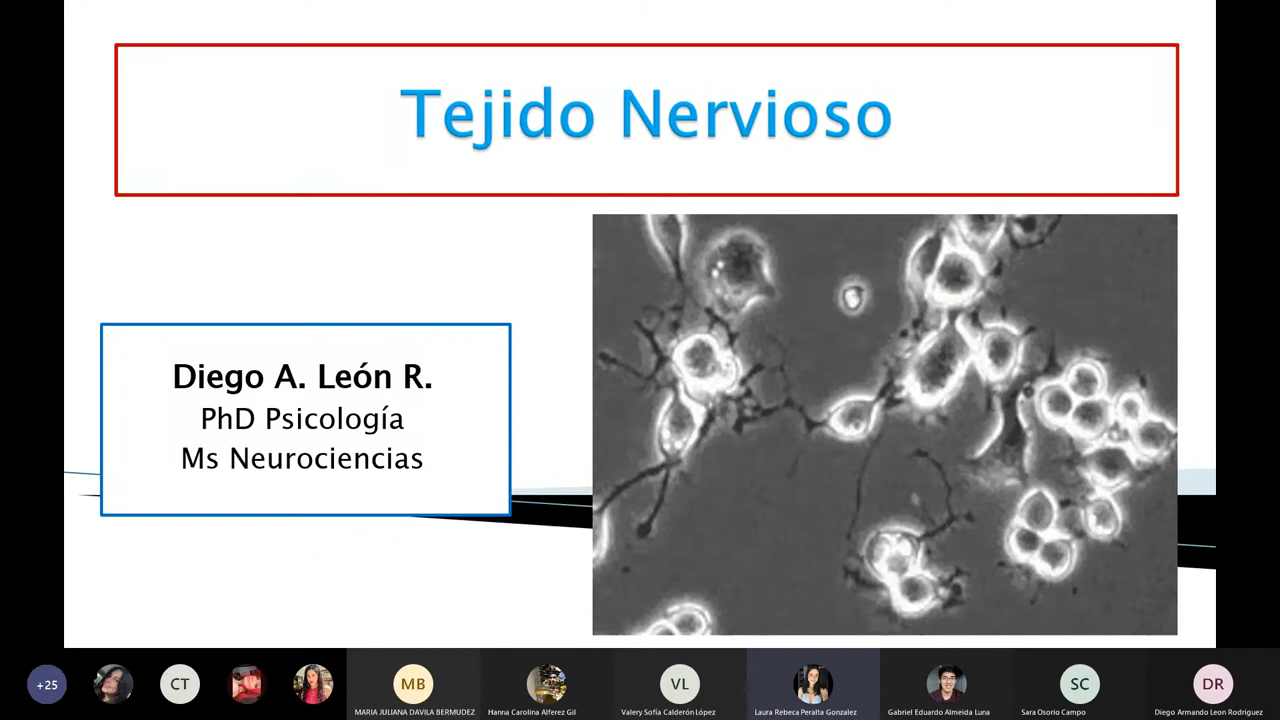 Tejido Nervioso
Diego A. León R.
PhD Psicología
Ms Neurociencias
+25
CT
MB
VL
SC
DR
MARIA JULIANA DAVILA BERMUDEZ
Hanna Carolina Alferez Gil
Valery Sofía Calderón López
Laura Rebeca Peralta Gonzalez
Gabriel Eduardo Almeida Luna
Sara Osorio Campo
Diego Armando Leon Rodriguez